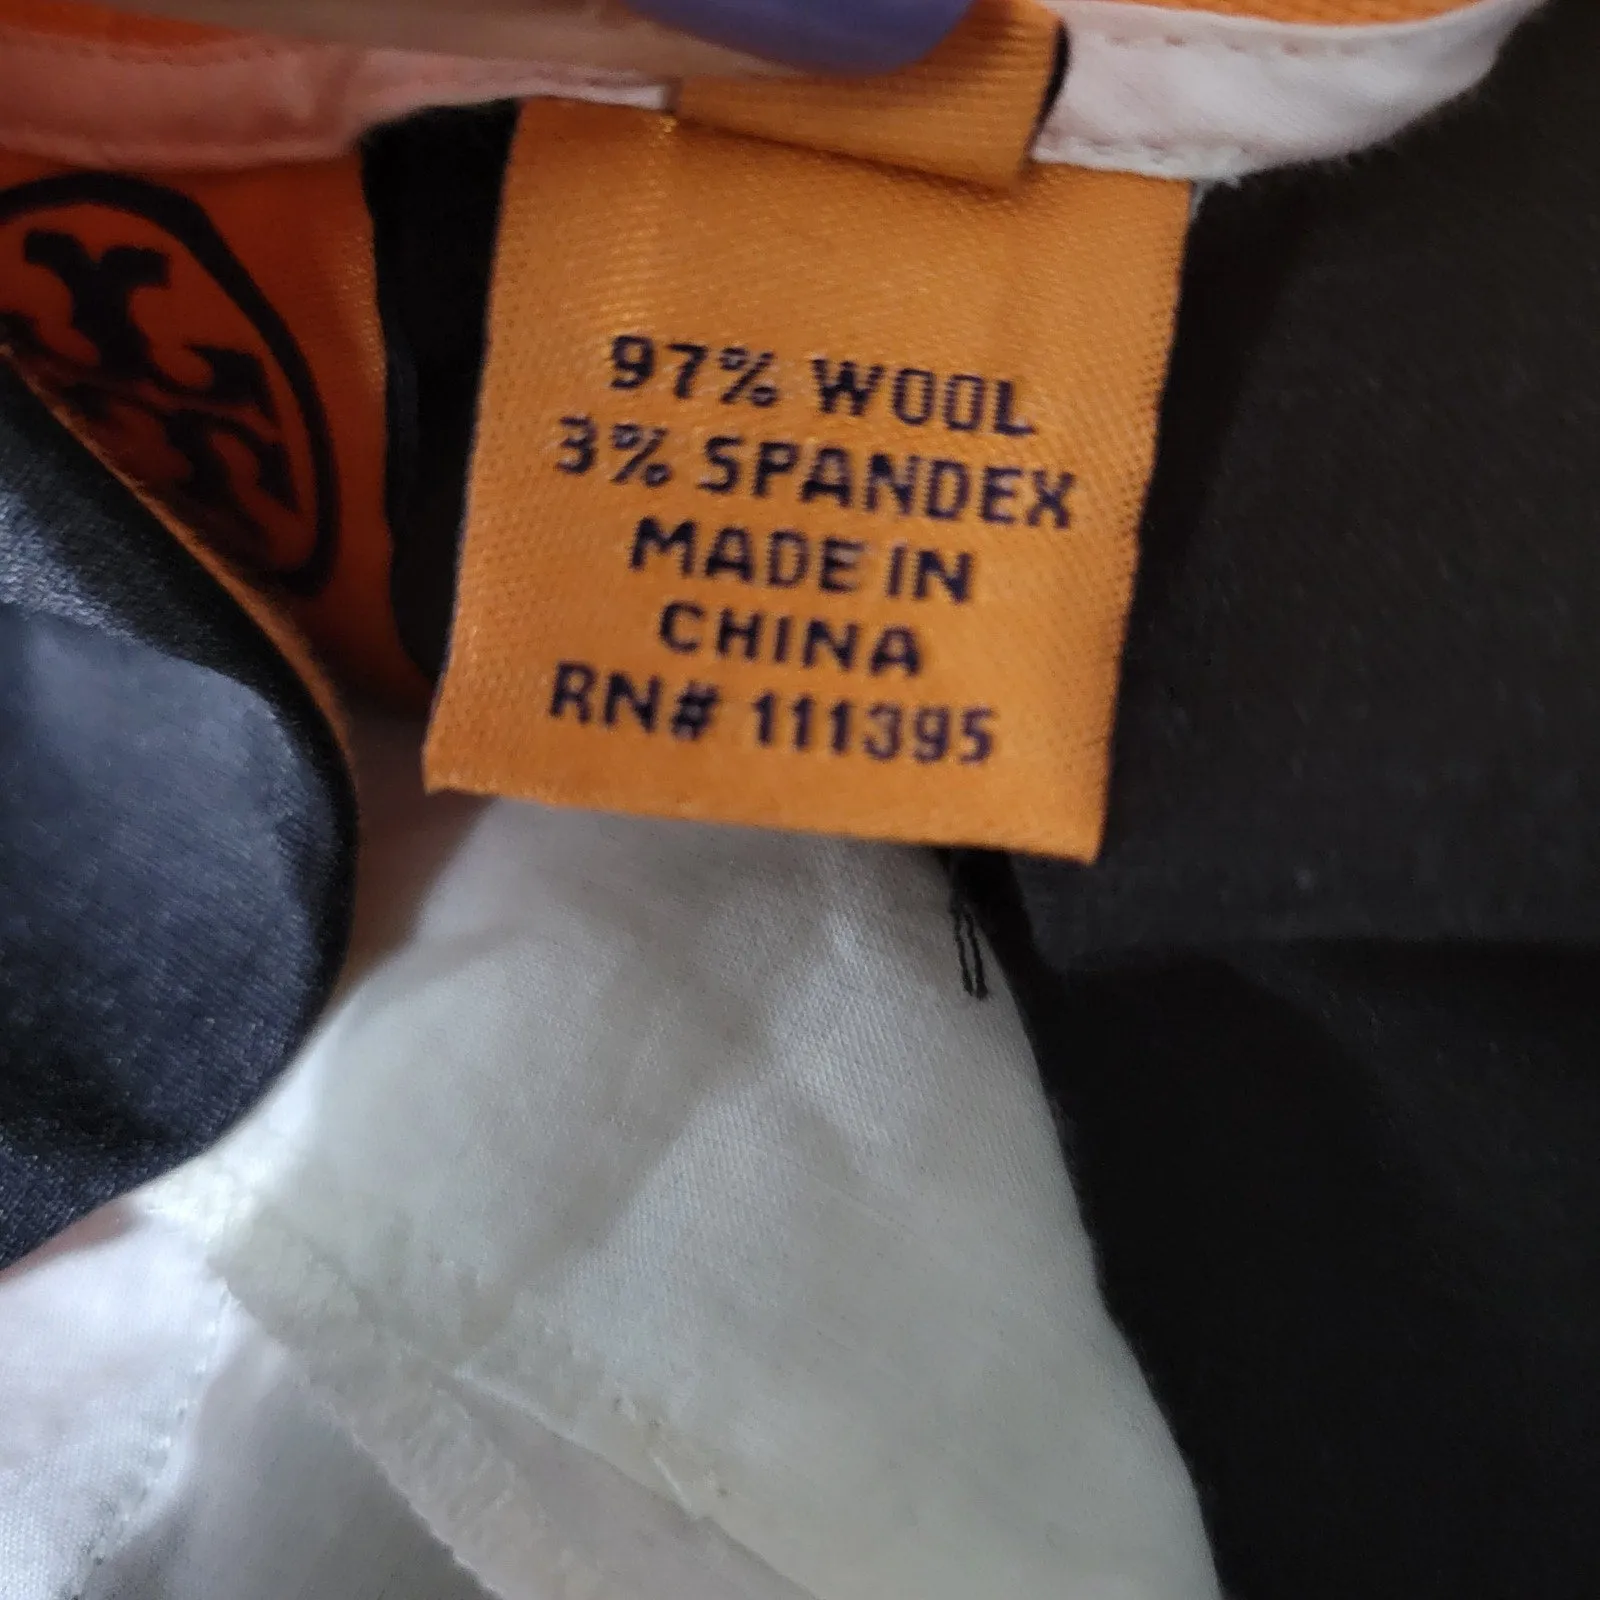 97% WOOL
3% SPANDEX
MADE IN
CHINA
RN# 111395